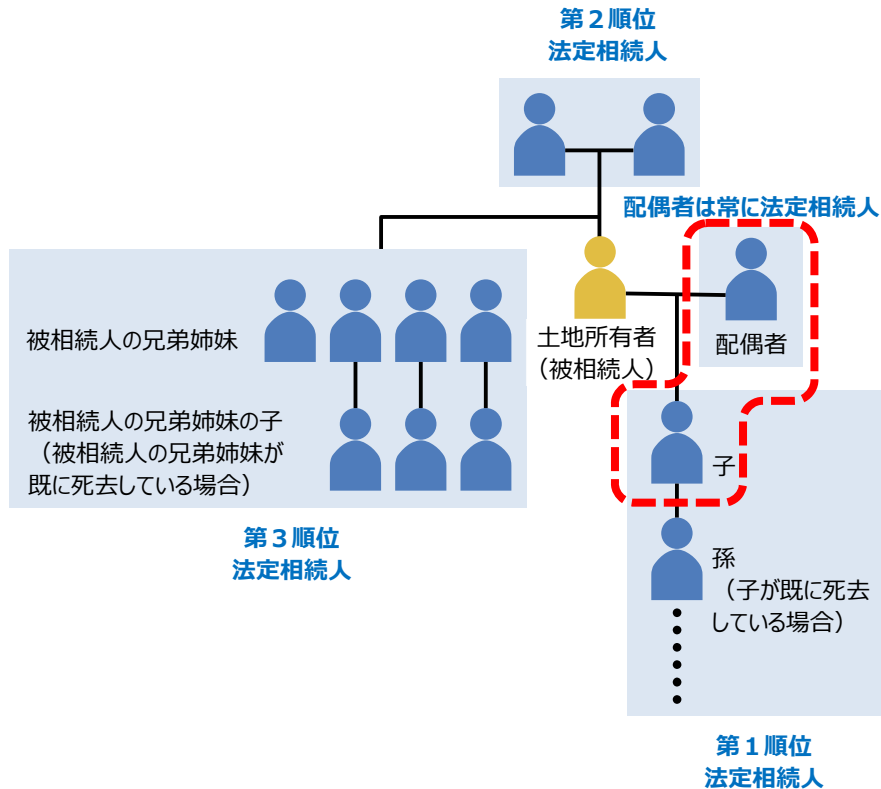 第２順位
法定相続人
配偶者は常に法定相続人
被相続人の兄弟姉妹
土地所有者
（被相続人）
配偶者
被相続人の兄弟姉妹の子
（被相続人の兄弟姉妹が
既に死去している場合）
子
第３順位
法定相続人
孫
（子が既に死去
している場合）
第１順位
法定相続人